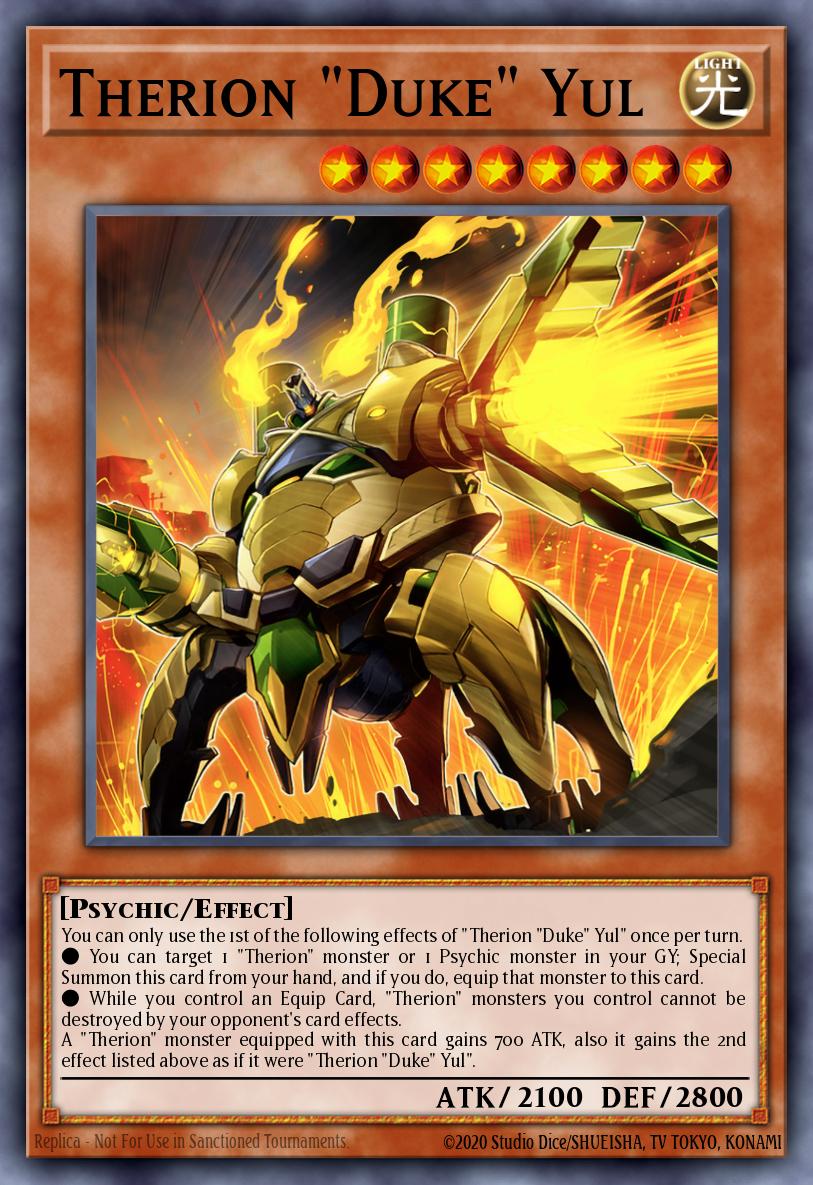 Therion "Duke" Yul
LIGHT
光
[Psychic/Effect]
You can only use the 1st of the following effects of "Therion "Duke" Yul" once per turn.
● You can target 1 "Therion" monster or 1 Psychic monster in your GY; Special
Summon this card from your hand, and if you do, equip that monster to this card.
● While you control an Equip Card, "Therion" monsters you control cannot be
destroyed by your opponent's card effects.
A "Therion" monster equipped with this card gains 700 ATK, also it gains the 2nd
effect listed above as if it were "Therion "Duke" Yul".
ATK/2100 DEF/2800
Replica - Not For Use in Sanctioned Tournaments.
©2020 Studio Dice/SHUEISHA, TV TOKYO, KONAMI